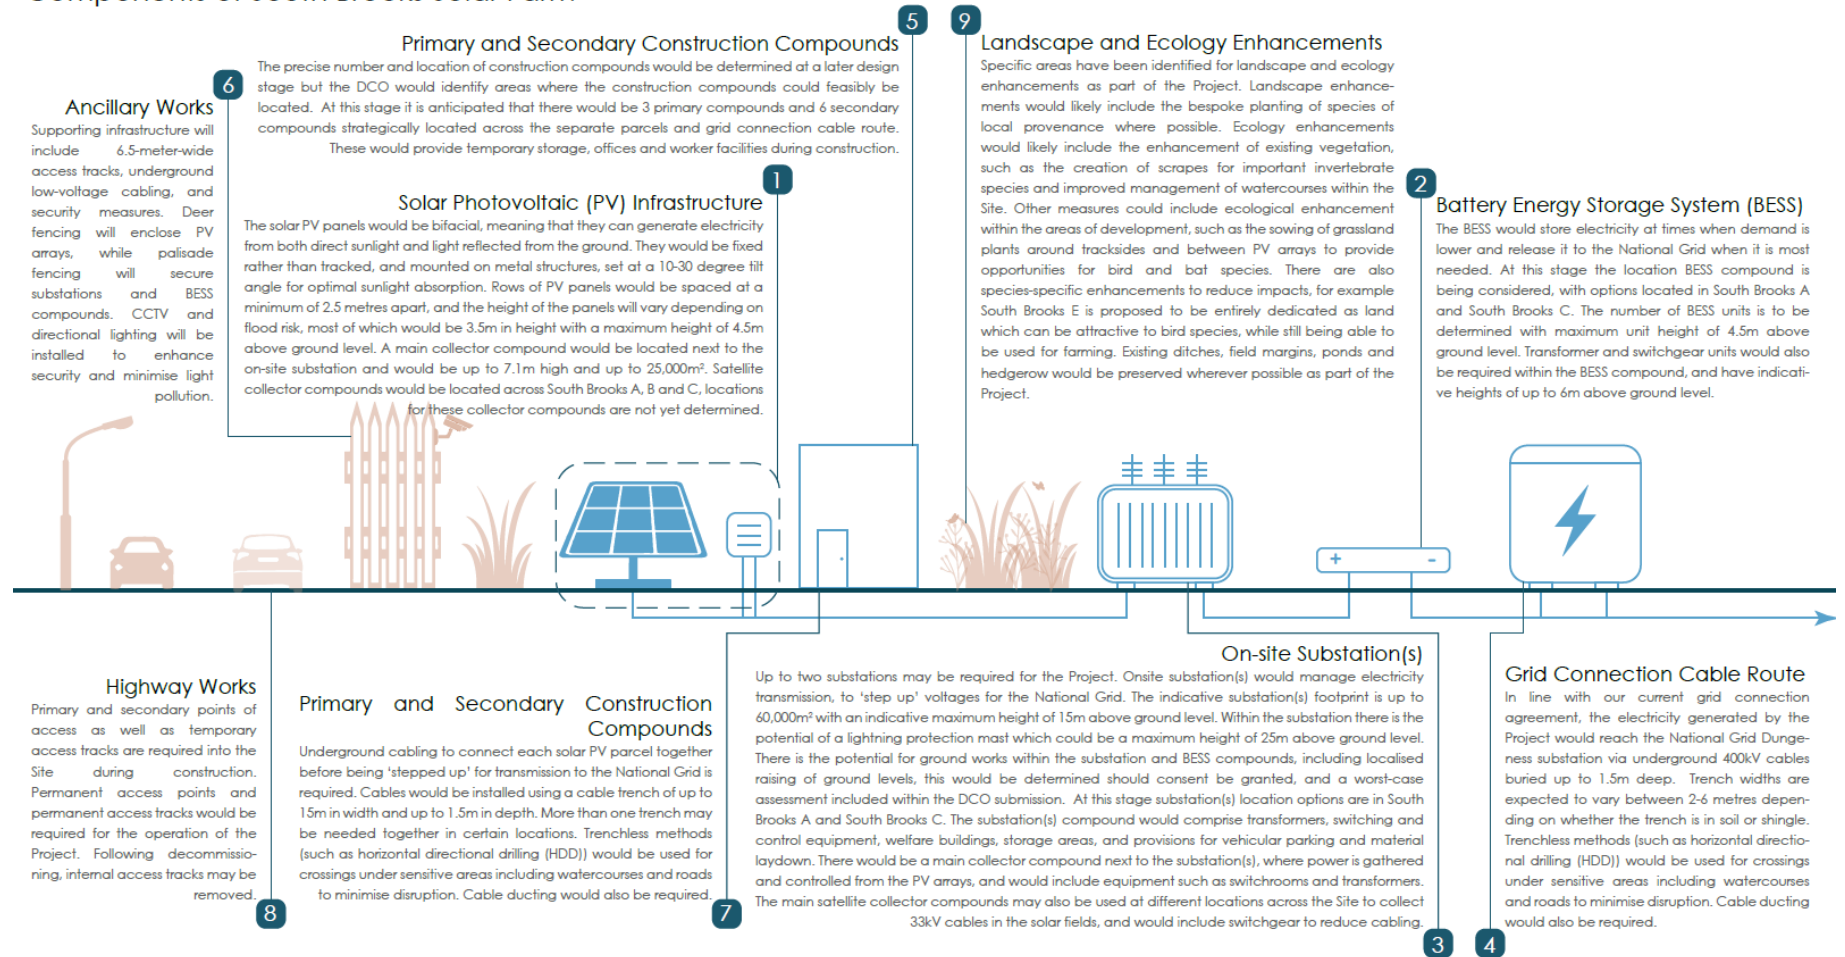 Components of South Brooks Solar Farm
5
Primary and Secondary Construction Compounds
The precise number and location of construction compounds would be determined at a later design
stage but the DCO would identify areas where the construction compounds could feasibly be
located. At this stage it is anticipated that there would be 3 primary compounds and 6 secondary
compounds strategically located across the separate parcels and grid connection cable route.
These would provide temporary storage, offices and worker facilities during construction.
9
Landscape and Ecology Enhancements
Specific areas have been identified for landscape and ecology
enhancements as part of the Project. Landscape enhance-
ments would likely include the bespoke planting of species of
local provenance where possible. Ecology enhancements
would likely include the enhancement of existing vegetation,
such as the creation of scrapes for important invertebrate
species and improved management of watercourses within the
Site. Other measures could include ecological enhancement
within the areas of development, such as the sowing of grassland
plants around tracksides and between PV arrays to provide
opportunities for bird and bat species. There are also
species-specific enhancements to reduce impacts, for example
South Brooks E is proposed to be entirely dedicated as land
which can be attractive to bird species, while still being able to
be used for farming. Existing ditches, field margins, ponds and
hedgerow would be preserved wherever possible as part of the
Project.
6
Ancillary Works
Supporting infrastructure will
include 6.5-meter-wide
access tracks, underground
low-voltage cabling, and
security measures. Deer
fencing will enclose PV
arrays, while palisade
fencing will secure
substations and BESS
compounds. CCTV and
directional lighting will be
installed to enhance
security and minimise light
pollution.
1
Solar Photovoltaic (PV) Infrastructure
The solar PV panels would be bifacial, meaning that they can generate electricity
from both direct sunlight and light reflected from the ground. They would be fixed
rather than tracked, and mounted on metal structures, set at a 10-30 degree tilt
angle for optimal sunlight absorption. Rows of PV panels would be spaced at a
minimum of 2.5 metres apart, and the height of the panels will vary depending on
flood risk, most of which would be 3.5m in height with a maximum height of 4.5m
above ground level. A main collector compound would be located next to the
on-site substation and would be up to 7.1m high and up to 25,000m². Satellite
collector compounds would be located across South Brooks A, B and C, locations
for these collector compounds are not yet determined.
2
Battery Energy Storage System (BESS)
The BESS would store electricity at times when demand is
lower and release it to the National Grid when it is most
needed. At this stage the location BESS compound is
being considered, with options located in South Brooks A
and South Brooks C. The number of BESS units is to be
determined with maximum unit height of 4.5m above
ground level. Transformer and switchgear units would also
be required within the BESS compound, and have indicati-
ve heights of up to 6m above ground level.
+ -
Highway Works
Primary and secondary points of
access as well as temporary
access tracks are required into the
Site during construction.
Permanent access points and
permanent access tracks would be
required for the operation of the
Project. Following decommissio-
ning, internal access tracks may be
removed.
8
Primary and Secondary Construction
Compounds
Underground cabling to connect each solar PV parcel together
before being 'stepped up' for transmission to the National Grid is
required. Cables would be installed using a cable trench of up to
15m in width and up to 1.5m in depth. More than one trench may
be needed together in certain locations. Trenchless methods
(such as horizontal directional drilling (HDD)) would be used for
crossings under sensitive areas including watercourses and roads
to minimise disruption. Cable ducting would also be required.
7
On-site Substation(s)
Up to two substations may be required for the Project. Onsite substation(s) would manage electricity
transmission, to 'step up' voltages for the National Grid. The indicative substation(s) footprint is up to
60,000m² with an indicative maximum height of 15m above ground level. Within the substation there is the
potential of a lightning protection mast which could be a maximum height of 25m above ground level.
There is the potential for ground works within the substation and BESS compounds, including localised
raising of ground levels, this would be determined should consent be granted, and a worst-case
assessment included within the DCO submission. At this stage substation(s) location options are in South
Brooks A and South Brooks C. The substation(s) compound would comprise transformers, switching and
control equipment, welfare buildings, storage areas, and provisions for vehicular parking and material
laydown. There would be a main collector compound next to the substation(s), where power is gathered
and controlled from the PV arrays, and would include equipment such as switchrooms and transformers.
The main satellite collector compounds may also be used at different locations across the Site to collect
33kV cables in the solar fields, and would include switchgear to reduce cabling.
3
Grid Connection Cable Route
In line with our current grid connection
agreement, the electricity generated by the
Project would reach the National Grid Dunge-
ness substation via underground 400kV cables
buried up to 1.5m deep. Trench widths are
expected to vary between 2-6 metres depen-
ding on whether the trench is in soil or shingle.
Trenchless methods (such as horizontal directio-
nal drilling (HDD)) would be used for crossings
under sensitive areas including watercourses
and roads to minimise disruption. Cable ducting
would also be required.
4